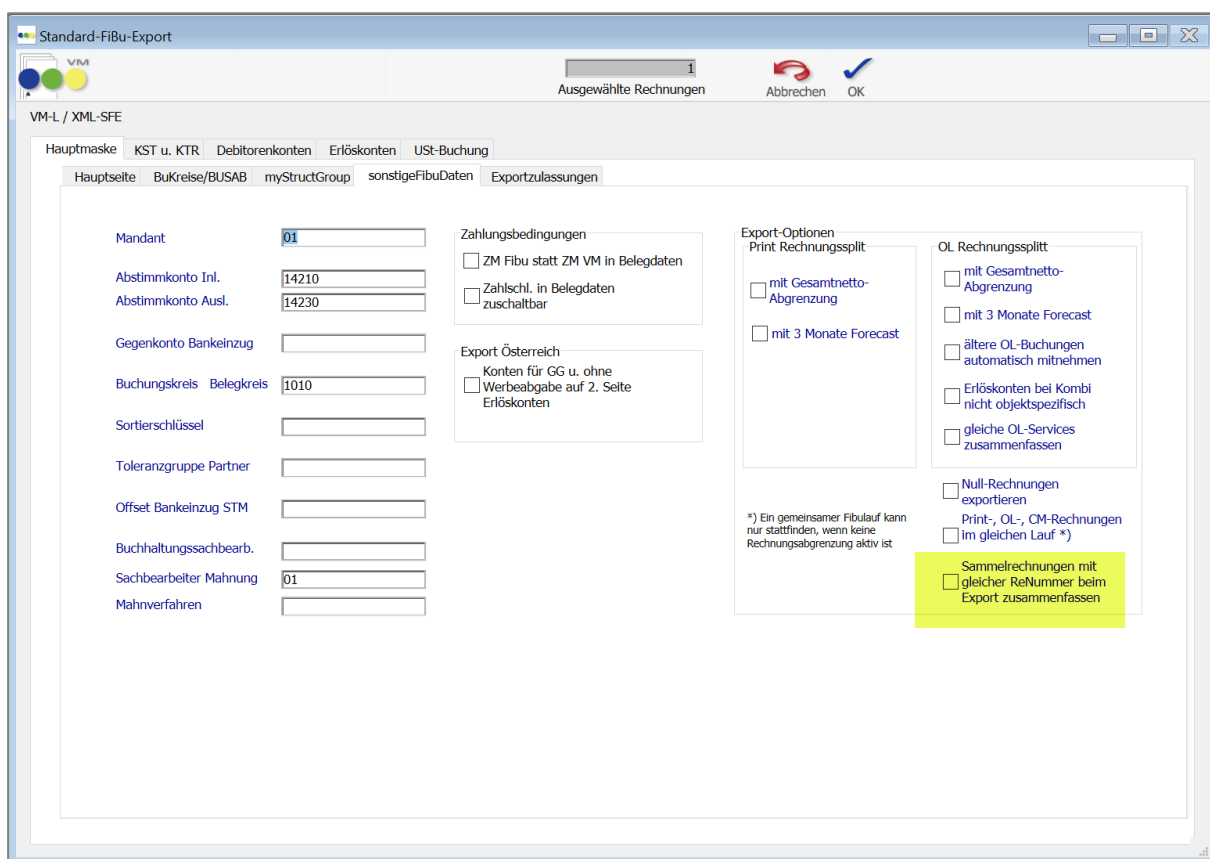 Standard-FiBu-Export
VM
1
Ausgewählte Rechnungen
Abbrechen
OK
VM-L / XML-SFE
Hauptmaske
KST u. KTR
Debitorenkonten
Erlöskonten
USt-Buchung
Hauptseite
BuKreise/BUSAB
myStructGroup
sonstigeFibuDaten
Exportzulassungen
Mandant
01
Abstimmkonto Inl.
14210
Abstimmkonto Ausl.
14230
Gegenkonto Bankeinzug
Buchungskreis Belegkreis
1010
Sortierschlüssel
Toleranzgruppe Partner
Offset Bankeinzug STM
Buchhaltungssachbearb.
Sachbearbeiter Mahnung
01
Mahnverfahren
Zahlungsbedingungen
ZM Fibu statt ZM VM in Belegdaten
Zahlschl. in Belegdaten
zuschaltbar
Export Österreich
Konten für GG u. ohne
Werbeabgabe auf 2. Seite
Erlöskonten
Export-Optionen
Print Rechnungssplit
mit Gesamtnetto-
Abgrenzung
mit 3 Monate Forecast
*) Ein gemeinsamer Fibulauf kann
nur stattfinden, wenn keine
Rechnungsabgrenzung aktiv ist
OL Rechnungssplitt
mit Gesamtnetto-
Abgrenzung
mit 3 Monate Forecast
ältere OL-Buchungen
automatisch mitnehmen
Erlöskonten bei Kombi
nicht objektspezifisch
gleiche OL-Services
zusammenfassen
Null-Rechnungen
exportieren
Print-, OL-, CM-Rechnungen
im gleichen Lauf *)
Sammelrechnungen mit
gleicher ReNummer beim
Export zusammenfassen